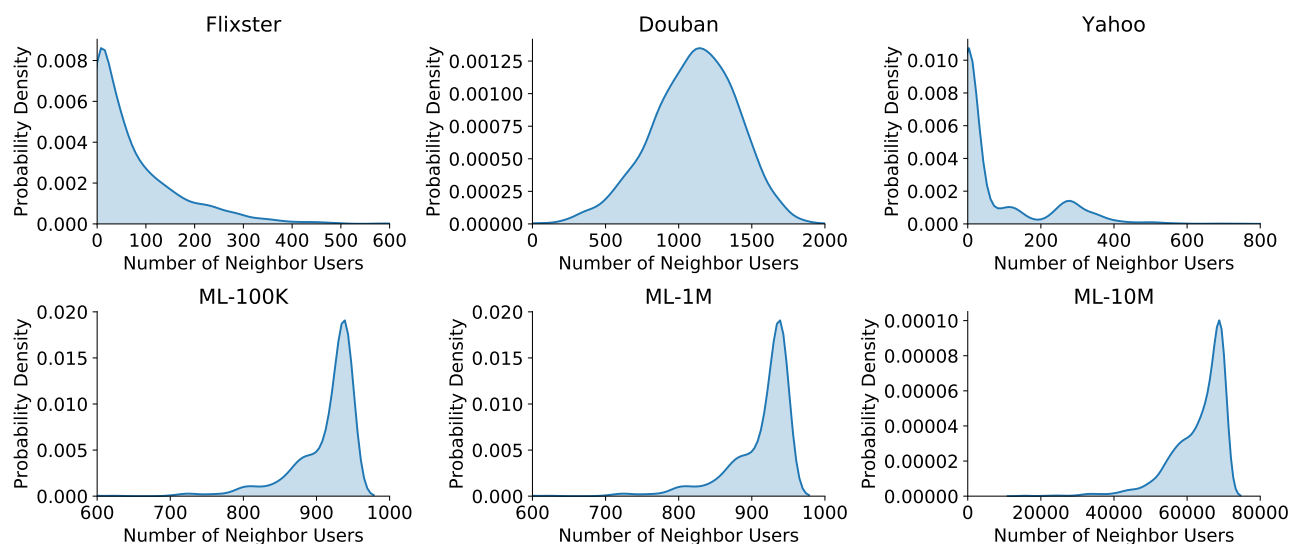 Flixster
Probability Density
0.008
0.006
0.004
0.002
0.000
0 100 200 300 400 500 600
Number of Neighbor Users
Douban
Probability Density
0.00125
0.00100
0.00075
0.00050
0.00025
0.00000
0 500 1000 1500 2000
Number of Neighbor Users
Yahoo
Probability Density
0.010
0.008
0.006
0.004
0.002
0.000
0 200 400 600 800
Number of Neighbor Users
ML-100K
Probability Density
0.020
0.015
0.010
0.005
0.000
600 700 800 900 1000
Number of Neighbor Users
ML-1M
Probability Density
0.020
0.015
0.010
0.005
0.000
600 700 800 900 1000
Number of Neighbor Users
ML-10M
Probability Density
0.00010
0.00008
0.00006
0.00004
0.00002
0.00000
0 20000 40000 60000 80000
Number of Neighbor Users